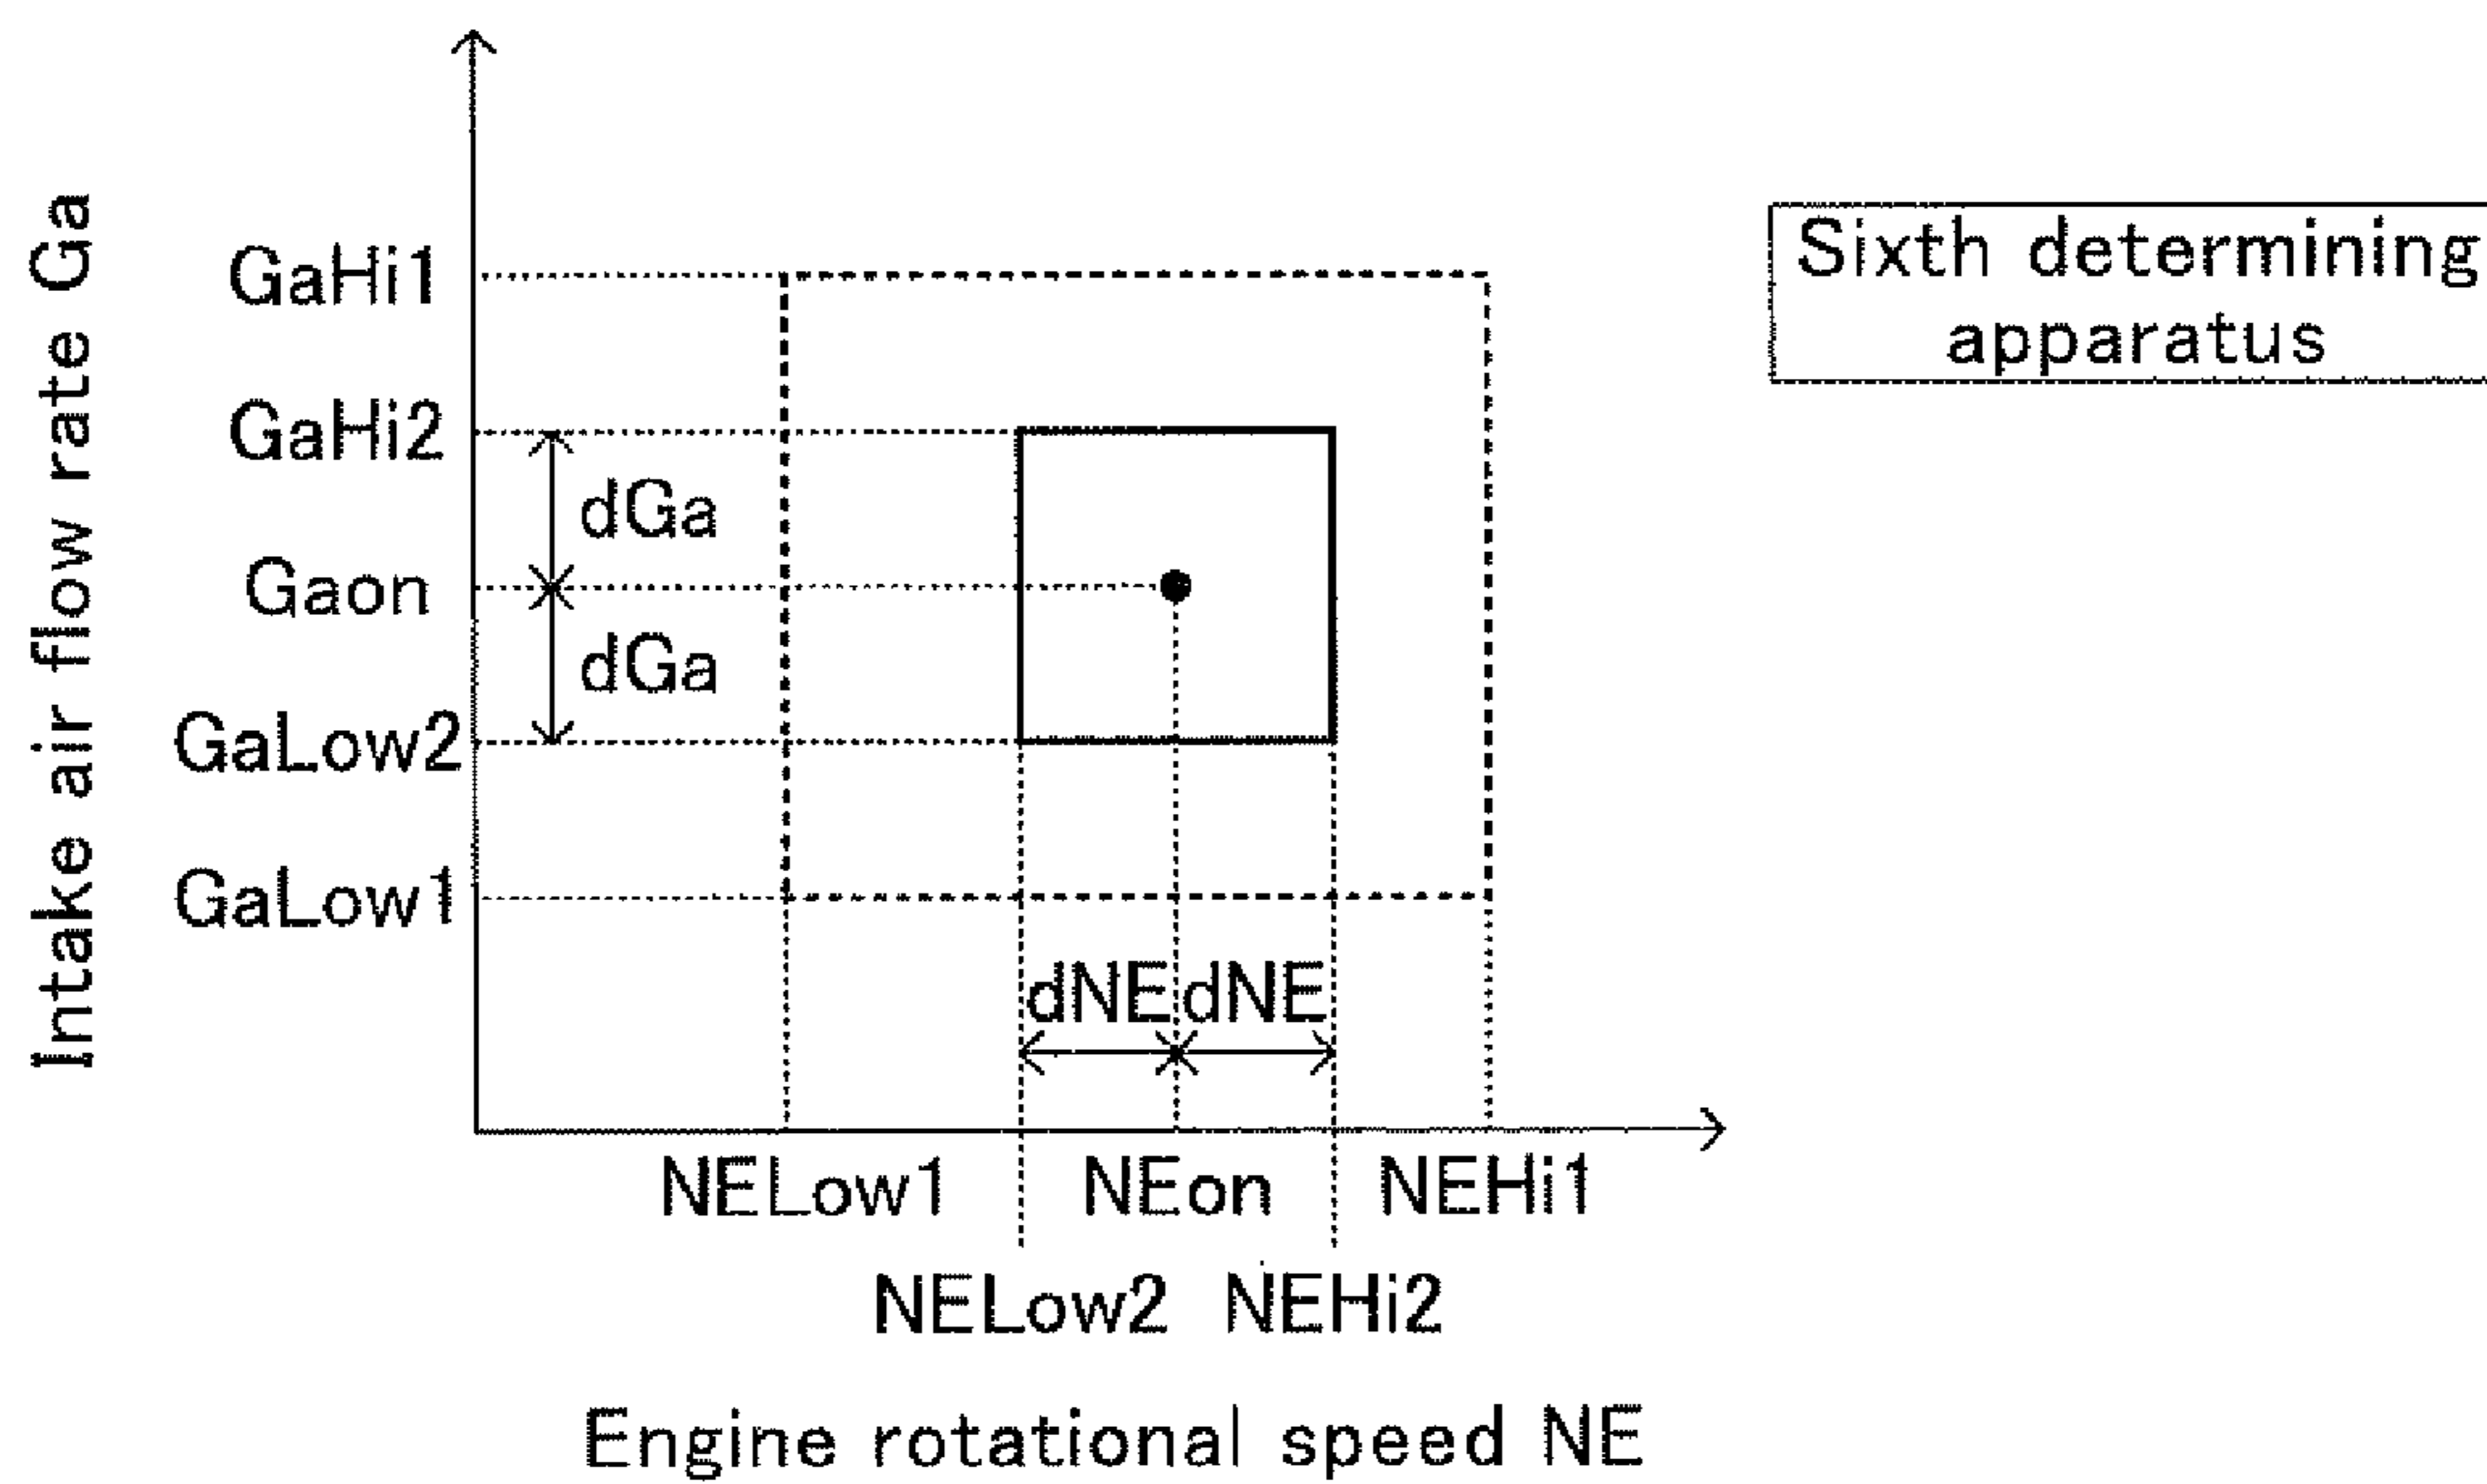 Intake air flow rate Ga
GaHi1
GaHi2
Gaon
GaLow2
GaLow1
dGa
dGa
dNE dNE
NELow1 NEon NEHi1
NELow2 NEHi2
Engine rotational speed NE
Sixth determining
apparatus